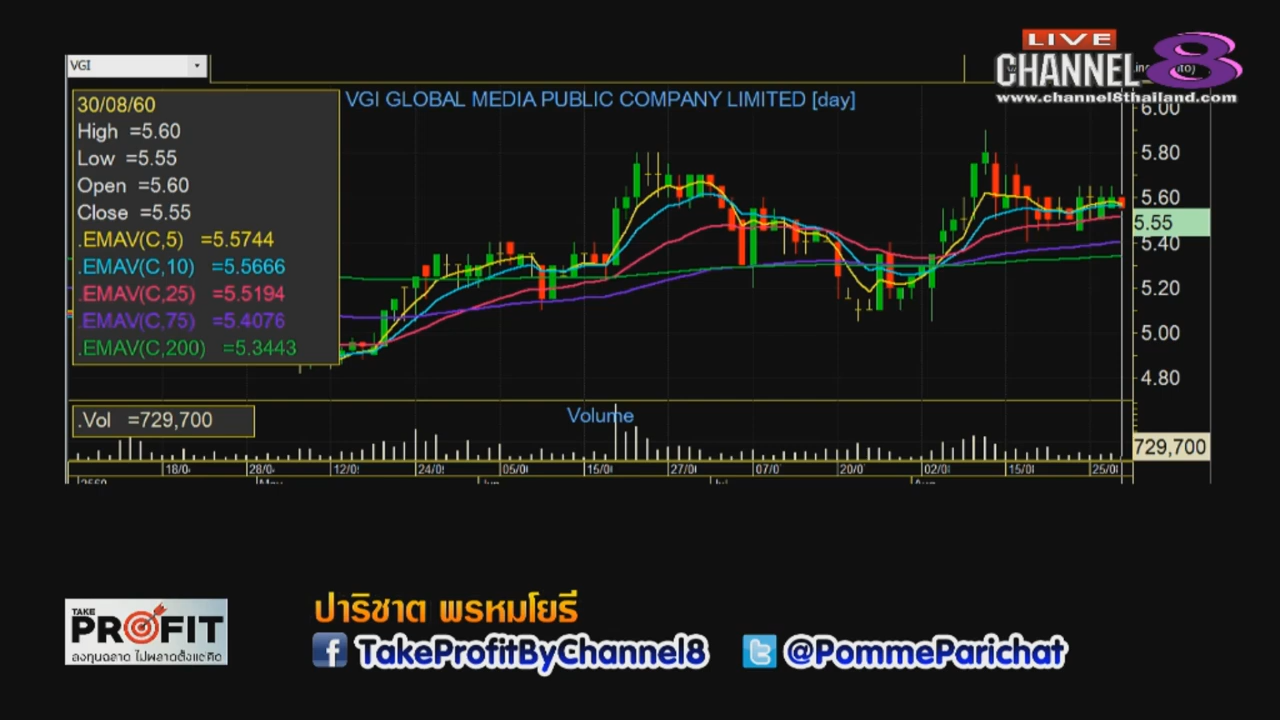 LIVE
CHANNEL 8
www.channel8thailand.com
VGI
VGI GLOBAL MEDIA PUBLIC COMPANY LIMITED [day]
30/08/60
High =5.60
Low =5.55
Open =5.60
Close =5.55
.EMAV(C,5) =5.5744
.EMAV(C,10) =5.5666
.EMAV(C,25) =5.5194
.EMAV(C,75) =5.4076
.EMAV(C,200) =5.3443
6.00
5.80
5.60
5.55
5.40
5.20
5.00
4.80
.Vol =729,700
Volume
729,700
18/0 28/0 12/0 24/0 05/0 15/0 27/0 07/0 20/0 02/0 15/0 25/0
TAKE
PROFIT
ลงทุนฉลาด ไม่พลาดตั้งแต่คิด
ปาริชาต พรหมโยธี
f TakeProfitByChannel8
t @PommeParichat